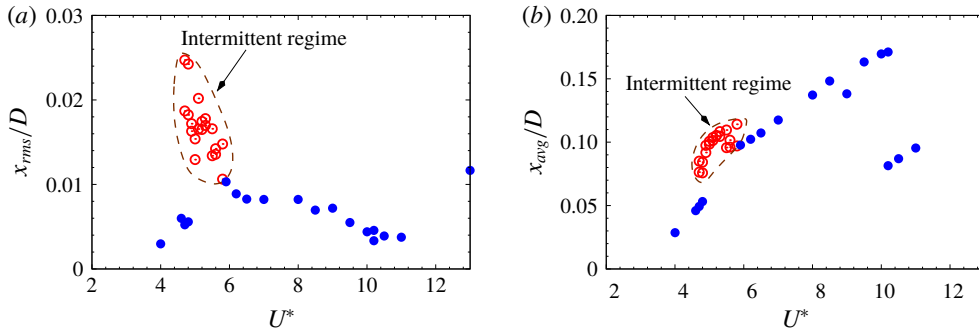 (a)
0.03
0.02
0.01
0
x_rms/D
Intermittent regime
2 4 6 8 10 12
U*
(b)
0.20
0.15
0.10
0.05
0
x_avg/D
Intermittent regime
2 4 6 8 10 12
U*